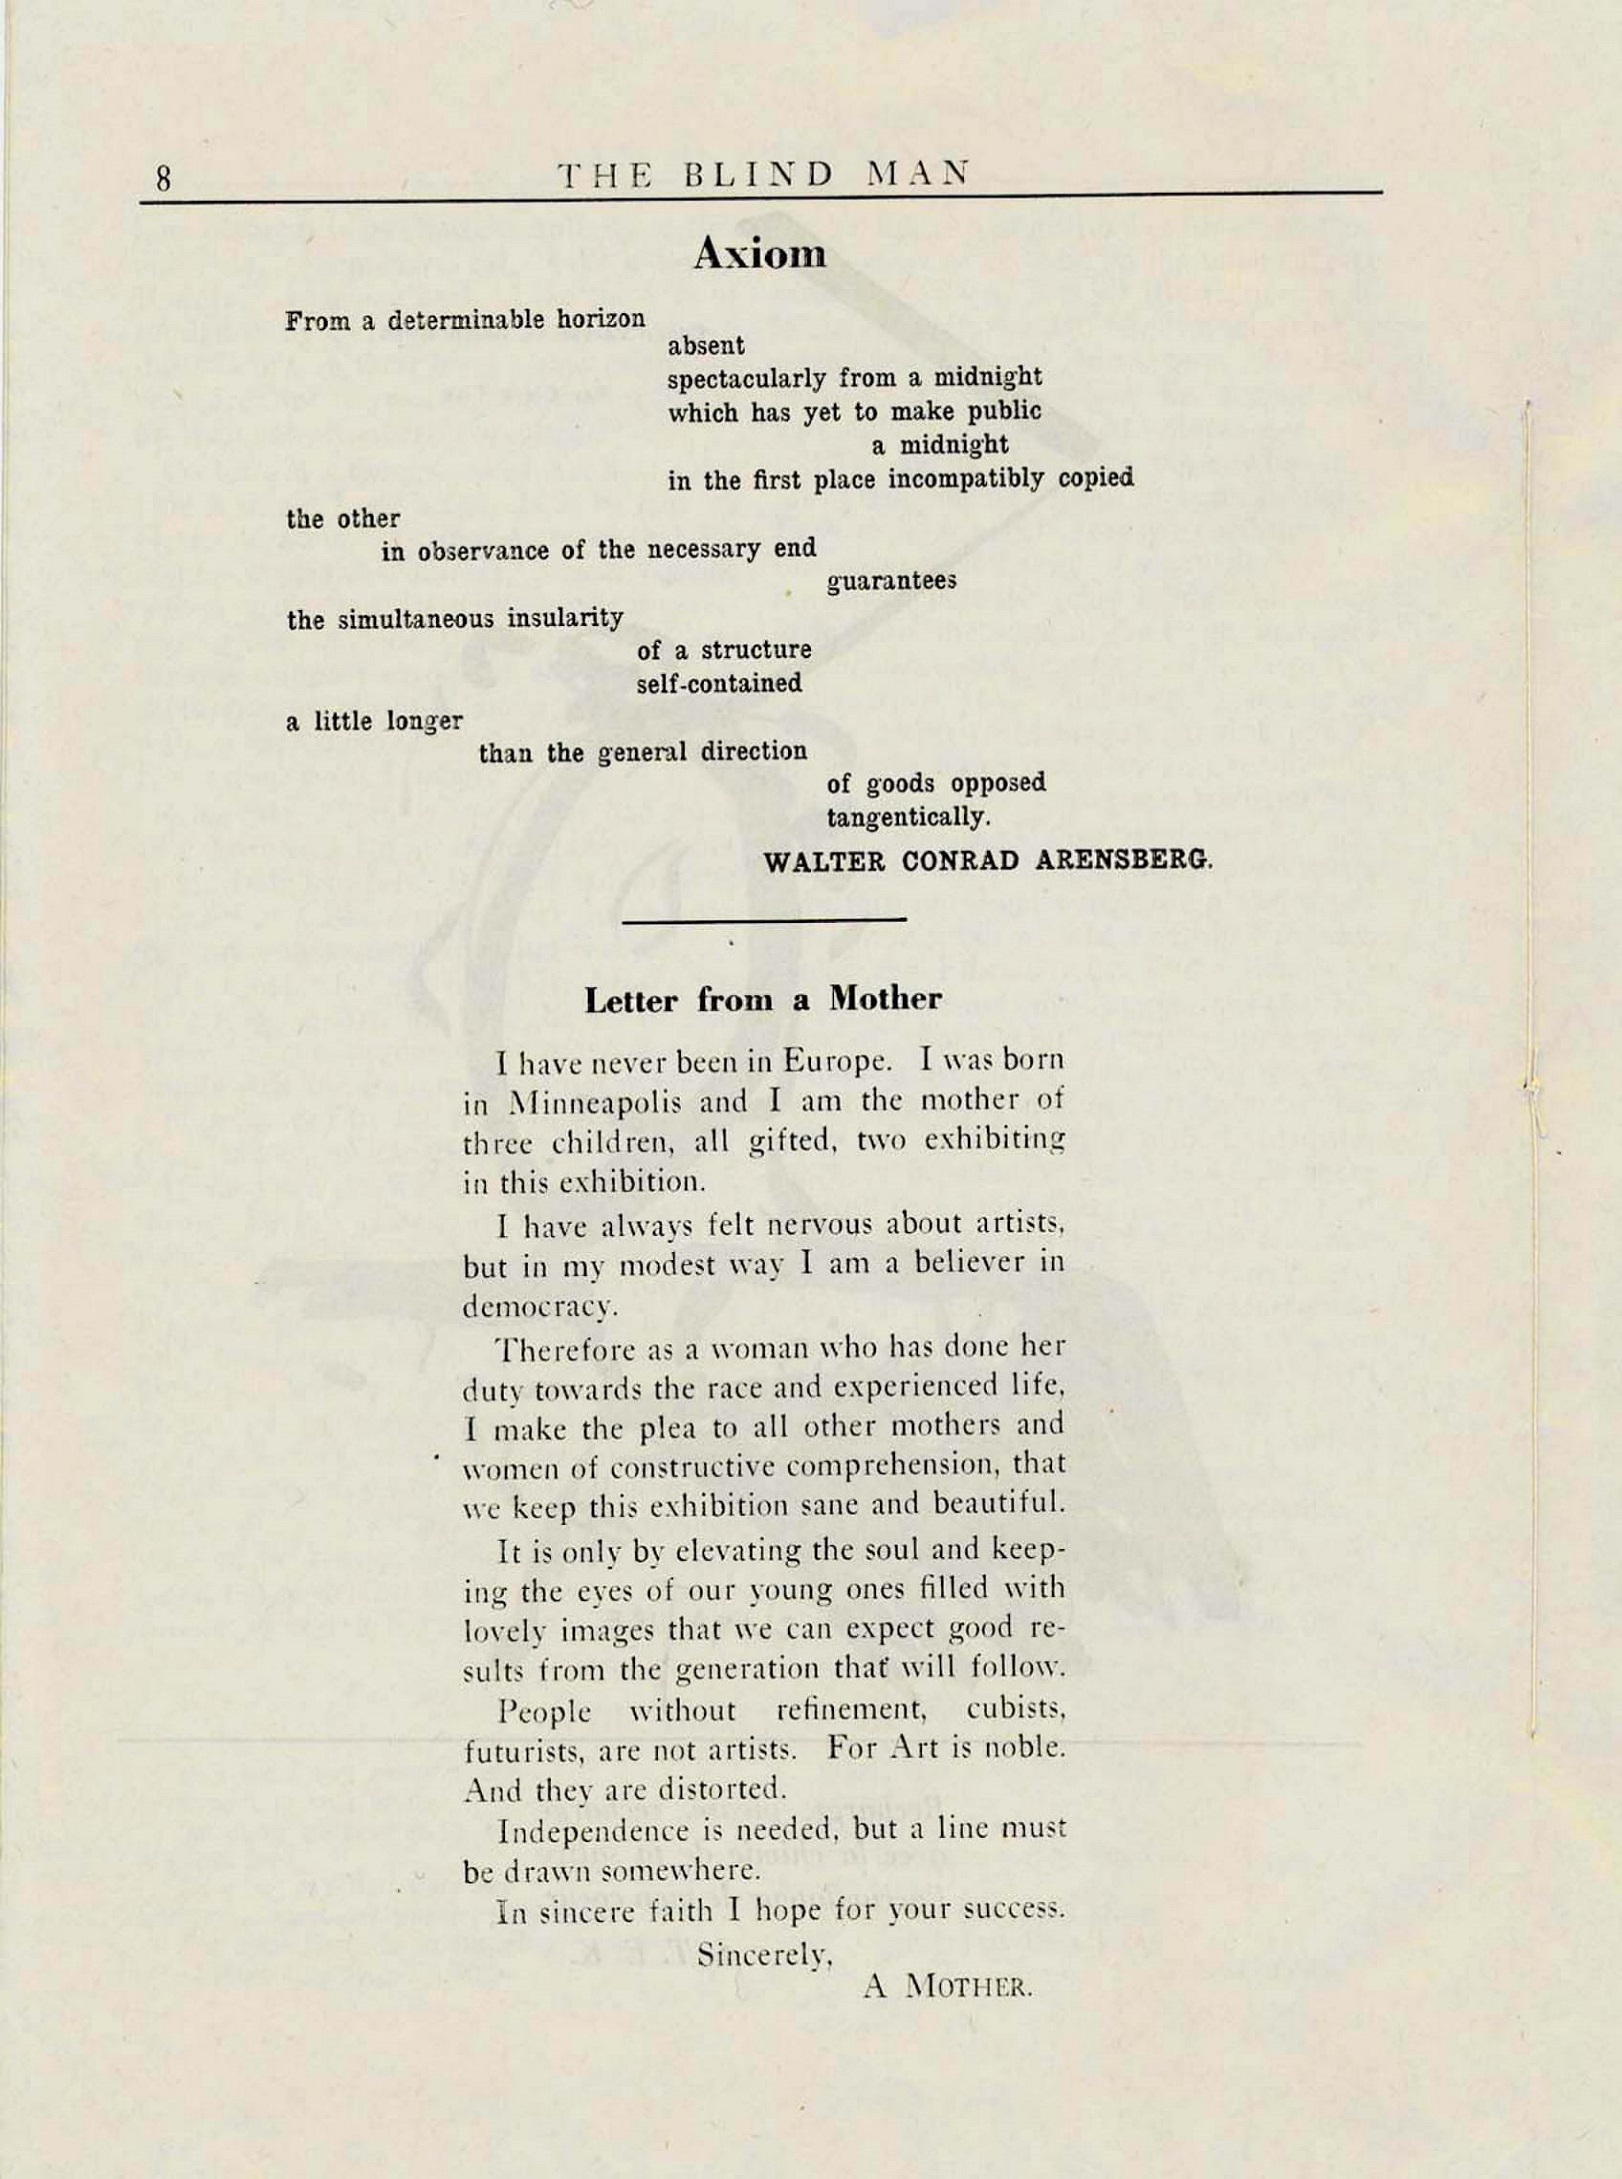 8
THE BLIND MAN
Axiom
From a determinable horizon
absent
spectacularly from a midnight
which has yet to make public
a midnight
in the first place incompatibly copied
the other
in observance of the necessary end
guarantees
the simultaneous insularity
of a structure
self-contained
a little longer
than the general direction
of goods opposed
tangentically.
WALTER CONRAD ARENSBERG.
Letter from a Mother
I have never been in Europe. I was born
in Minneapolis and I am the mother of
three children, all gifted, two exhibiting
in this exhibition.
I have always felt nervous about artists,
but in my modest way I am a believer in
democracy.
Therefore as a woman who has done her
duty towards the race and experienced life,
I make the plea to all other mothers and
women of constructive comprehension, that
we keep this exhibition sane and beautiful.
It is only by elevating the soul and keep-
ing the eyes of our young ones filled with
lovely images that we can expect good re-
sults from the generation that will follow.
People without refinement, cubists,
futurists, are not artists. For Art is noble.
And they are distorted.
Independence is needed, but a line must
be drawn somewhere.
In sincere faith I hope for your success.
Sincerely,
A MOTHER.